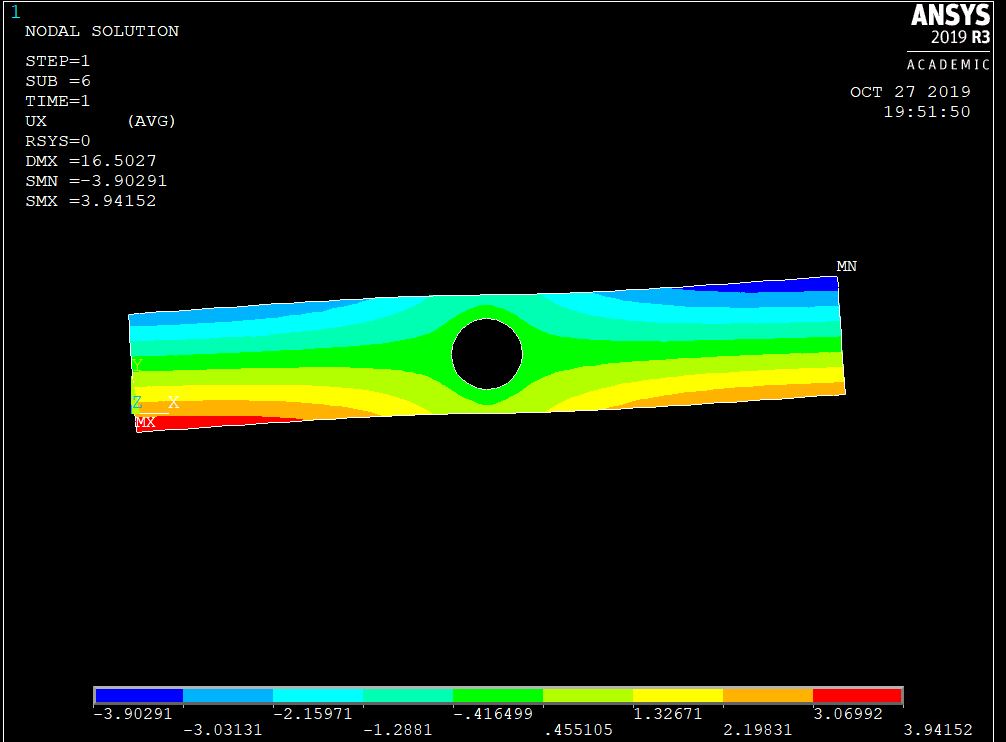 1
NODAL SOLUTION
STEP=1
SUB =6
TIME=1
UX (AVG)
RSYS=0
DMX =16.5027
SMN =-3.90291
SMX =3.94152
ANSYS
2019 R3
ACADEMIC
OCT 27 2019
19:51:50
MN
Y
Z X
MX
-3.90291 -2.15971 -.416499 1.32671 3.06992
-3.03131 -1.2881 .455105 2.19831 3.94152